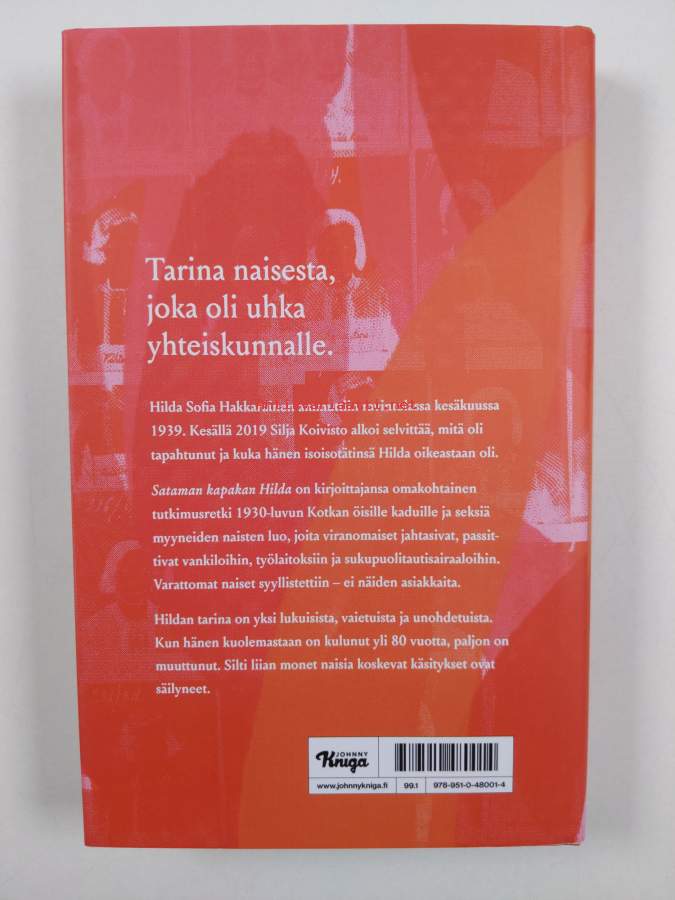 Tarina naisesta,
joka oli uhka
yhteiskunnalle.
Hilda Sofia kesäkuussa
1939. Kesällä 2019 Silja Koivisto alkoi selvittää, mitä oli
tapahtunut ja kuka hänen isoisotätinsä Hilda oikeastaan oli.
Sataman kapakan Hilda on kirjoittajansa omakohtainen
tutkimusretki 1930-luvun Kotkan öisille kaduille ja seksiä
myyneiden naisten luo, joita viranomaiset jahtasivat, passit-
tivat vankiloihin, työlaitoksiin ja sukupuolitautisairaaloihin.
Varattomat naiset syyllistettiin – ei näiden asiakkaita.
Hildan tarina on yksi lukuisista, vaietuista ja unohdetuista.
Kun hänen kuolemastaan on kulunut yli 80 vuotta, paljon on
muuttunut. Silti liian monet naisia koskevat käsitykset ovat
säilyneet.
JOHNNY
Kniga
www.johnnykniga.fi 99.1 978-951-0-48001-4